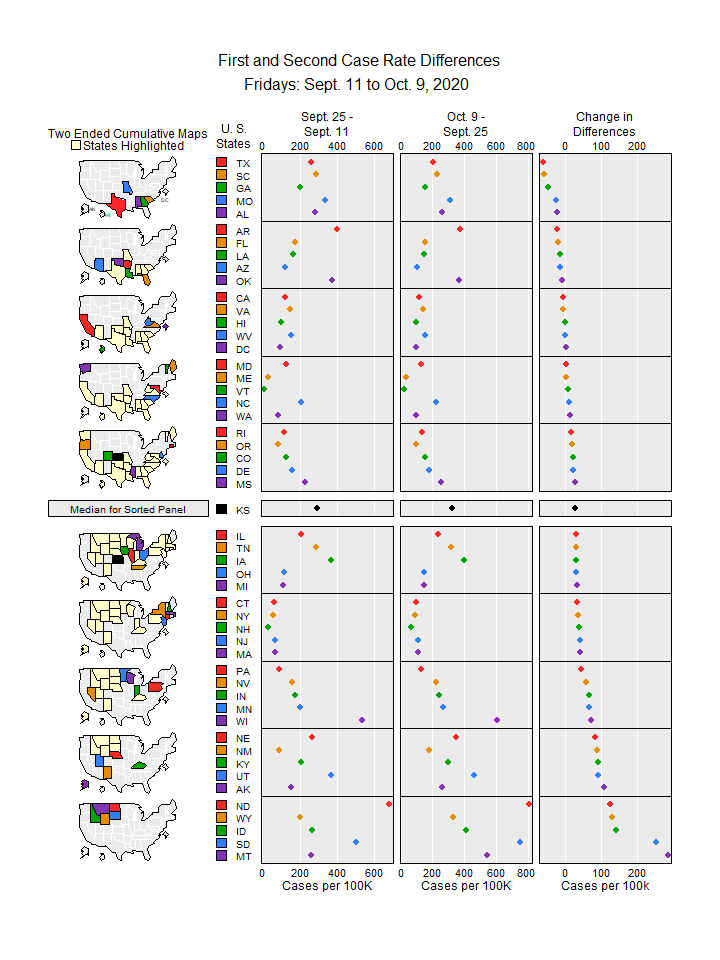 First and Second Case Rate Differences
Fridays: Sept. 11 to Oct. 9, 2020
Two Ended Cumulative Maps
States Highlighted
U. S.
States
Sept. 25 -
Sept. 11
Oct. 9 -
Sept. 25
Change in
Differences
0 200 400 600
0 200 400 600 800
0 100 200
AK
HI
DC
TX
SC
GA
MO
AL
AR
FL
LA
AZ
OK
CA
VA
HI
WV
DC
MD
ME
VT
NC
WA
RI
OR
CO
DE
MS
Median for Sorted Panel
KS
IL
TN
IA
OH
MI
CT
NY
NH
NJ
MA
PA
NV
IN
MN
WI
NE
NM
KY
UT
AK
ND
WY
ID
SD
MT
0 200 400 600
0 200 400 600 800
0 100 200
Cases per 100K
Cases per 100K
Cases per 100k